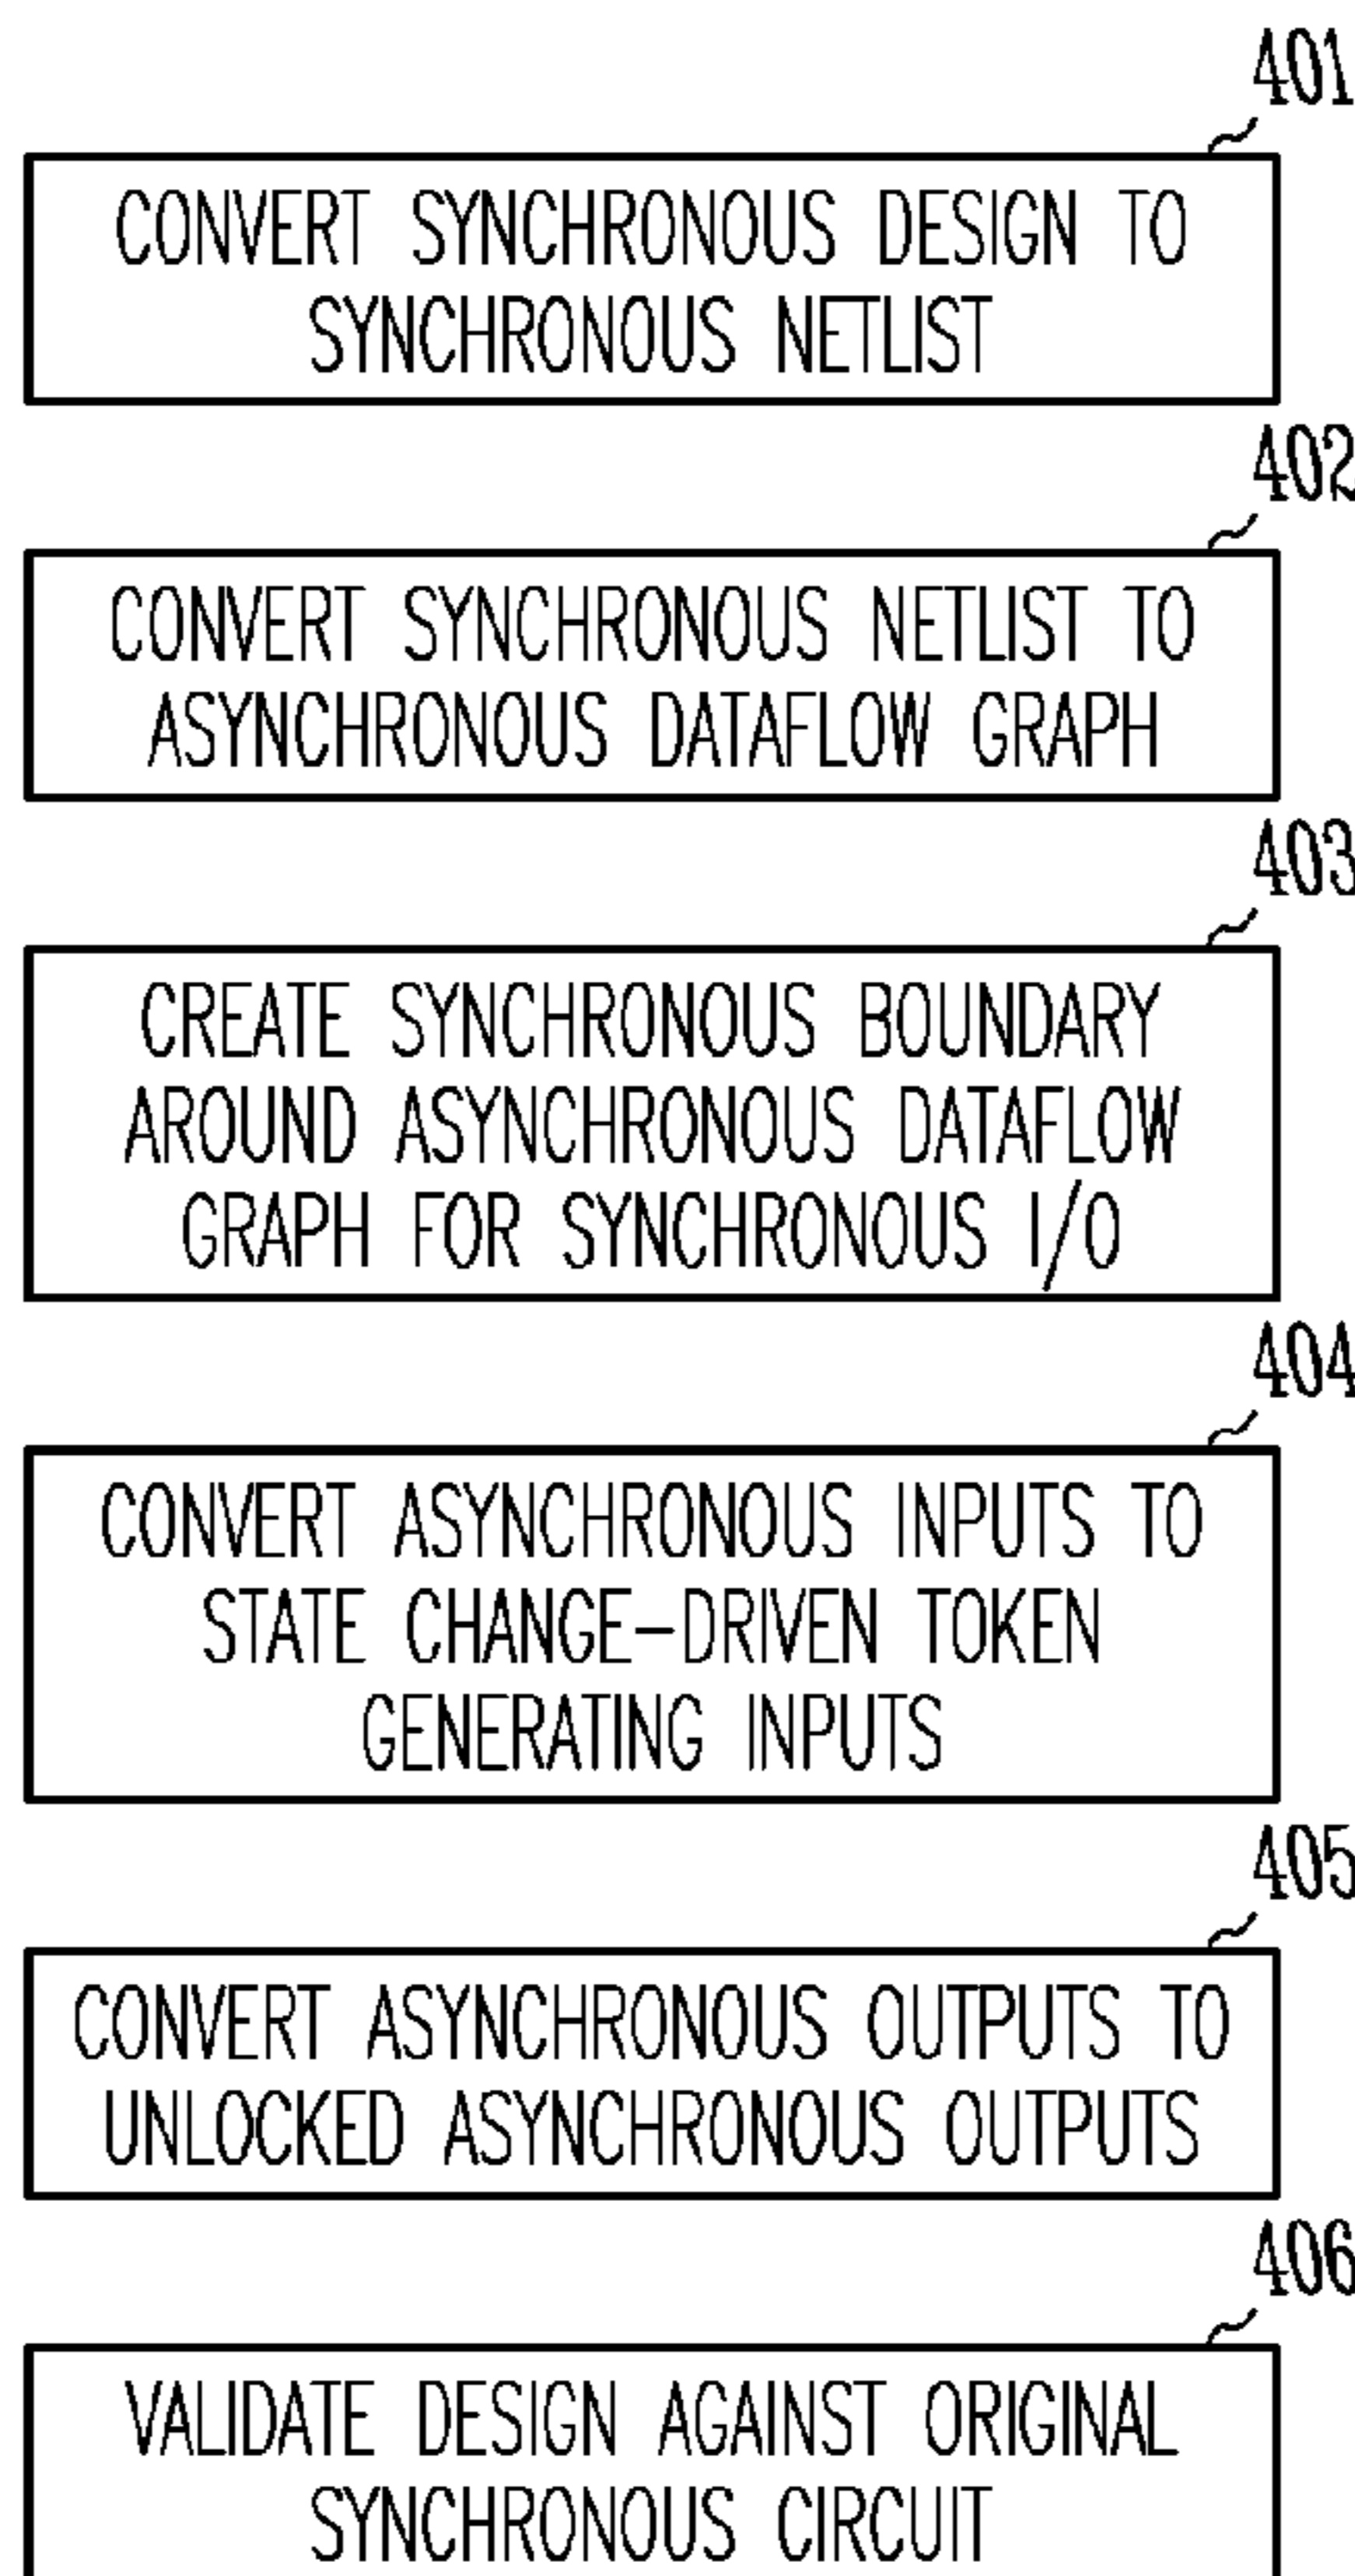 401
CONVERT SYNCHRONOUS DESIGN TO
SYNCHRONOUS NETLIST
402
CONVERT SYNCHRONOUS NETLIST TO
ASYNCHRONOUS DATAFLOW GRAPH
403
CREATE SYNCHRONOUS BOUNDARY
AROUND ASYNCHRONOUS DATAFLOW
GRAPH FOR SYNCHRONOUS I/O
404
CONVERT ASYNCHRONOUS INPUTS TO
STATE CHANGE-DRIVEN TOKEN
GENERATING INPUTS
405
CONVERT ASYNCHRONOUS OUTPUTS TO
UNLOCKED ASYNCHRONOUS OUTPUTS
406
VALIDATE DESIGN AGAINST ORIGINAL
SYNCHRONOUS CIRCUIT